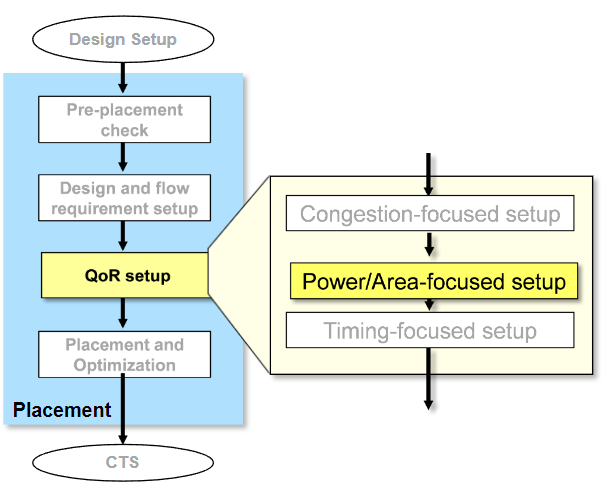 Design Setup
Pre-placement
check
Design and flow
requirement setup
QoR setup
Placement and
Optimization
Placement
CTS
Congestion-focused setup
Power/Area-focused setup
Timing-focused setup